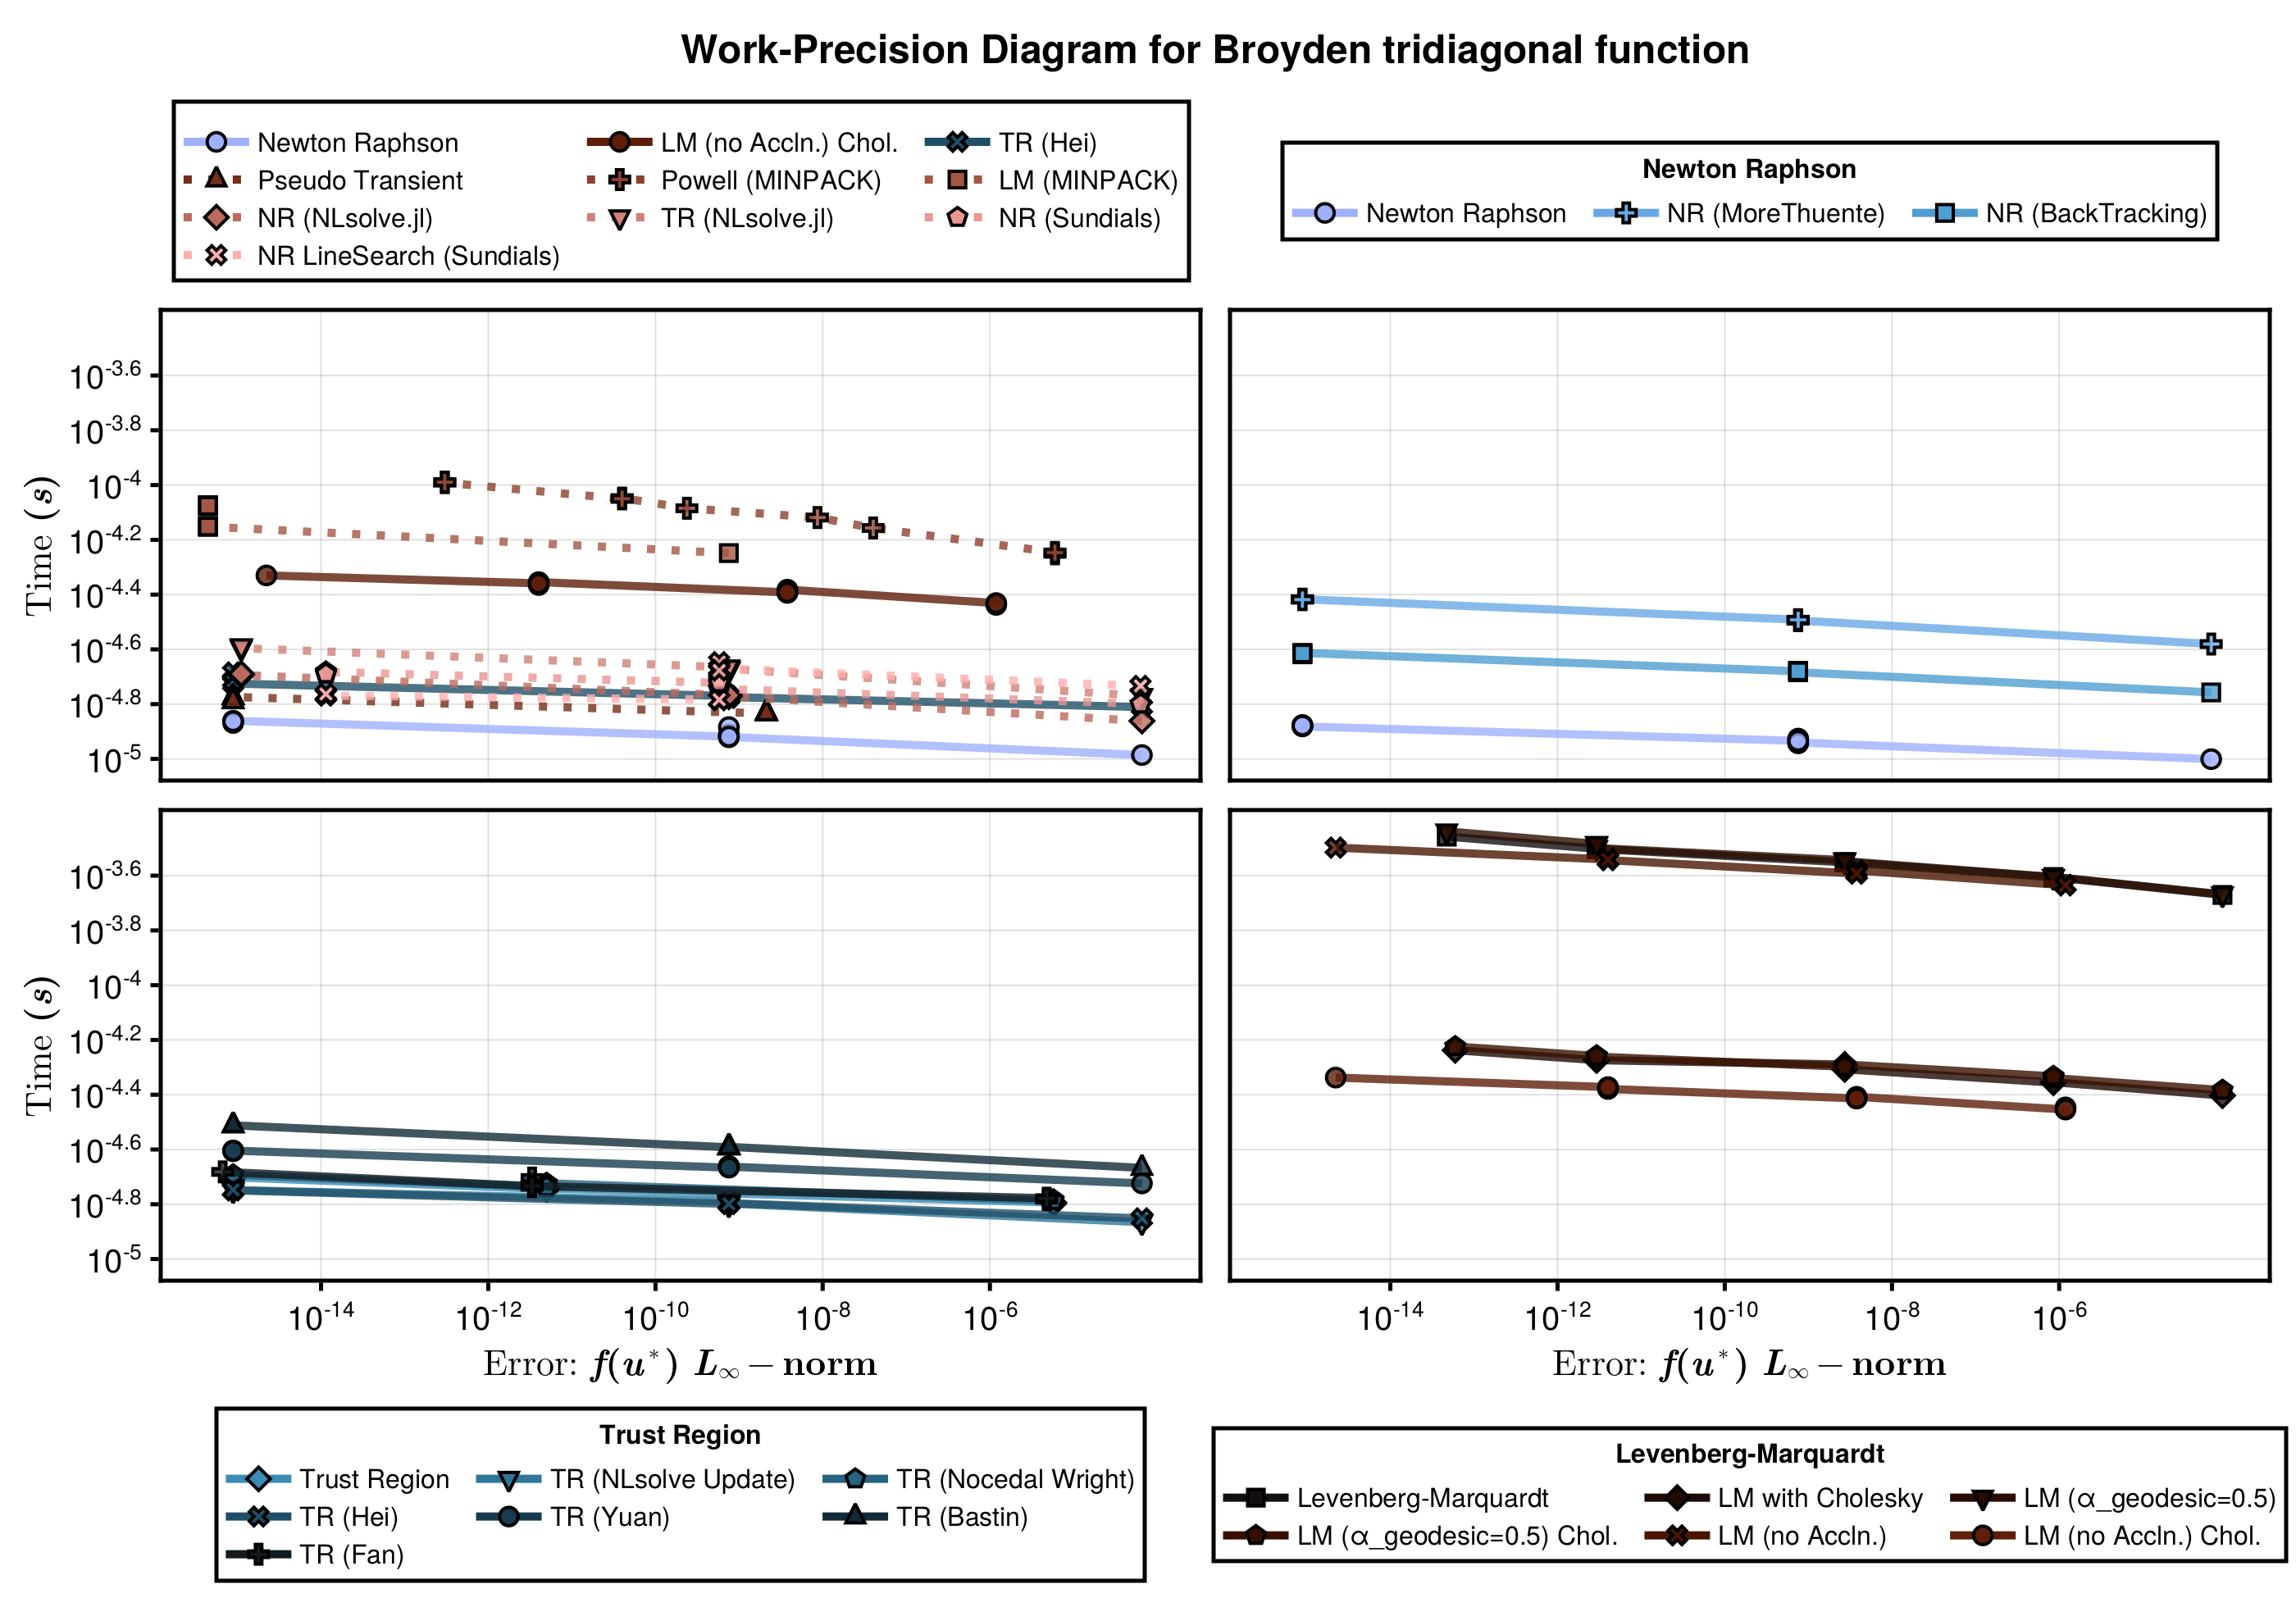 Work-Precision Diagram for Broyden tridiagonal function
Newton Raphson LM (no Accln.) Chol. TR (Hei)
Pseudo Transient Powell (MINPACK) LM (MINPACK)
NR (NLsolve.jl) TR (NLsolve.jl) NR (Sundials)
NR LineSearch (Sundials)
Newton Raphson
Newton Raphson NR (MoreThuente) NR (BackTracking)
Time (s)
10^-3.6
10^-3.8
10^-4
10^-4.2
10^-4.4
10^-4.6
10^-4.8
10^-5
Time (s)
10^-3.6
10^-3.8
10^-4
10^-4.2
10^-4.4
10^-4.6
10^-4.8
10^-5
10^-14 10^-12 10^-10 10^-8 10^-6
Error: f(u*) L∞ − norm
10^-14 10^-12 10^-10 10^-8 10^-6
Error: f(u*) L∞ − norm
Trust Region
Trust Region TR (NLsolve Update) TR (Nocedal Wright)
TR (Hei) TR (Yuan) TR (Bastin)
TR (Fan)
Levenberg-Marquardt
Levenberg-Marquardt LM with Cholesky LM (α_geodesic=0.5)
LM (α_geodesic=0.5) Chol. LM (no Accln.) LM (no Accln.) Chol.